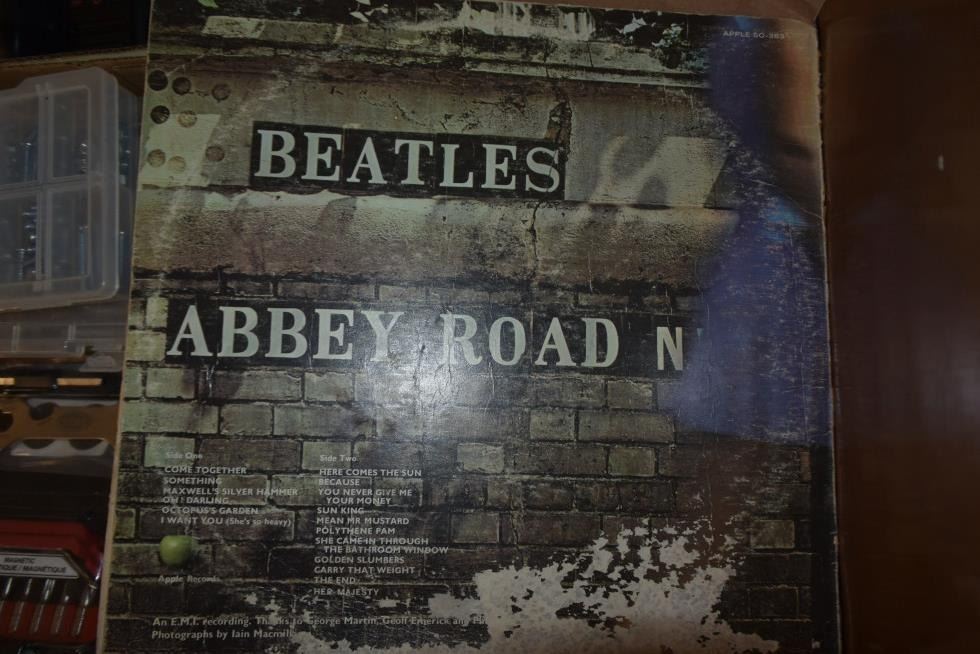 APPLE SO-383
BEATLES
ABBEY ROAD N
Side One
COME TOGETHER
SOMETHING
MAXWELL'S SILVER HAMMER
OH! DARLING
OCTOPUS'S GARDEN
I WANT YOU (She's so heavy)
Side Two
HERE COMES THE SUN
BECAUSE
YOU NEVER GIVE ME
YOUR MONEY
SUN KING
MEAN MR MUSTARD
POLYTHENE PAM
SHE CAME IN THROUGH
THE BATHROOM WINDOW
GOLDEN SLUMBERS
CARRY THAT WEIGHT
THE END
HER MAJESTY
Apple Records
An E.M.I. recording. Thanks to George Martin, Geoff Emerick and
Photographs by Iain
MAGNETIC
MAGNÉTIQUE